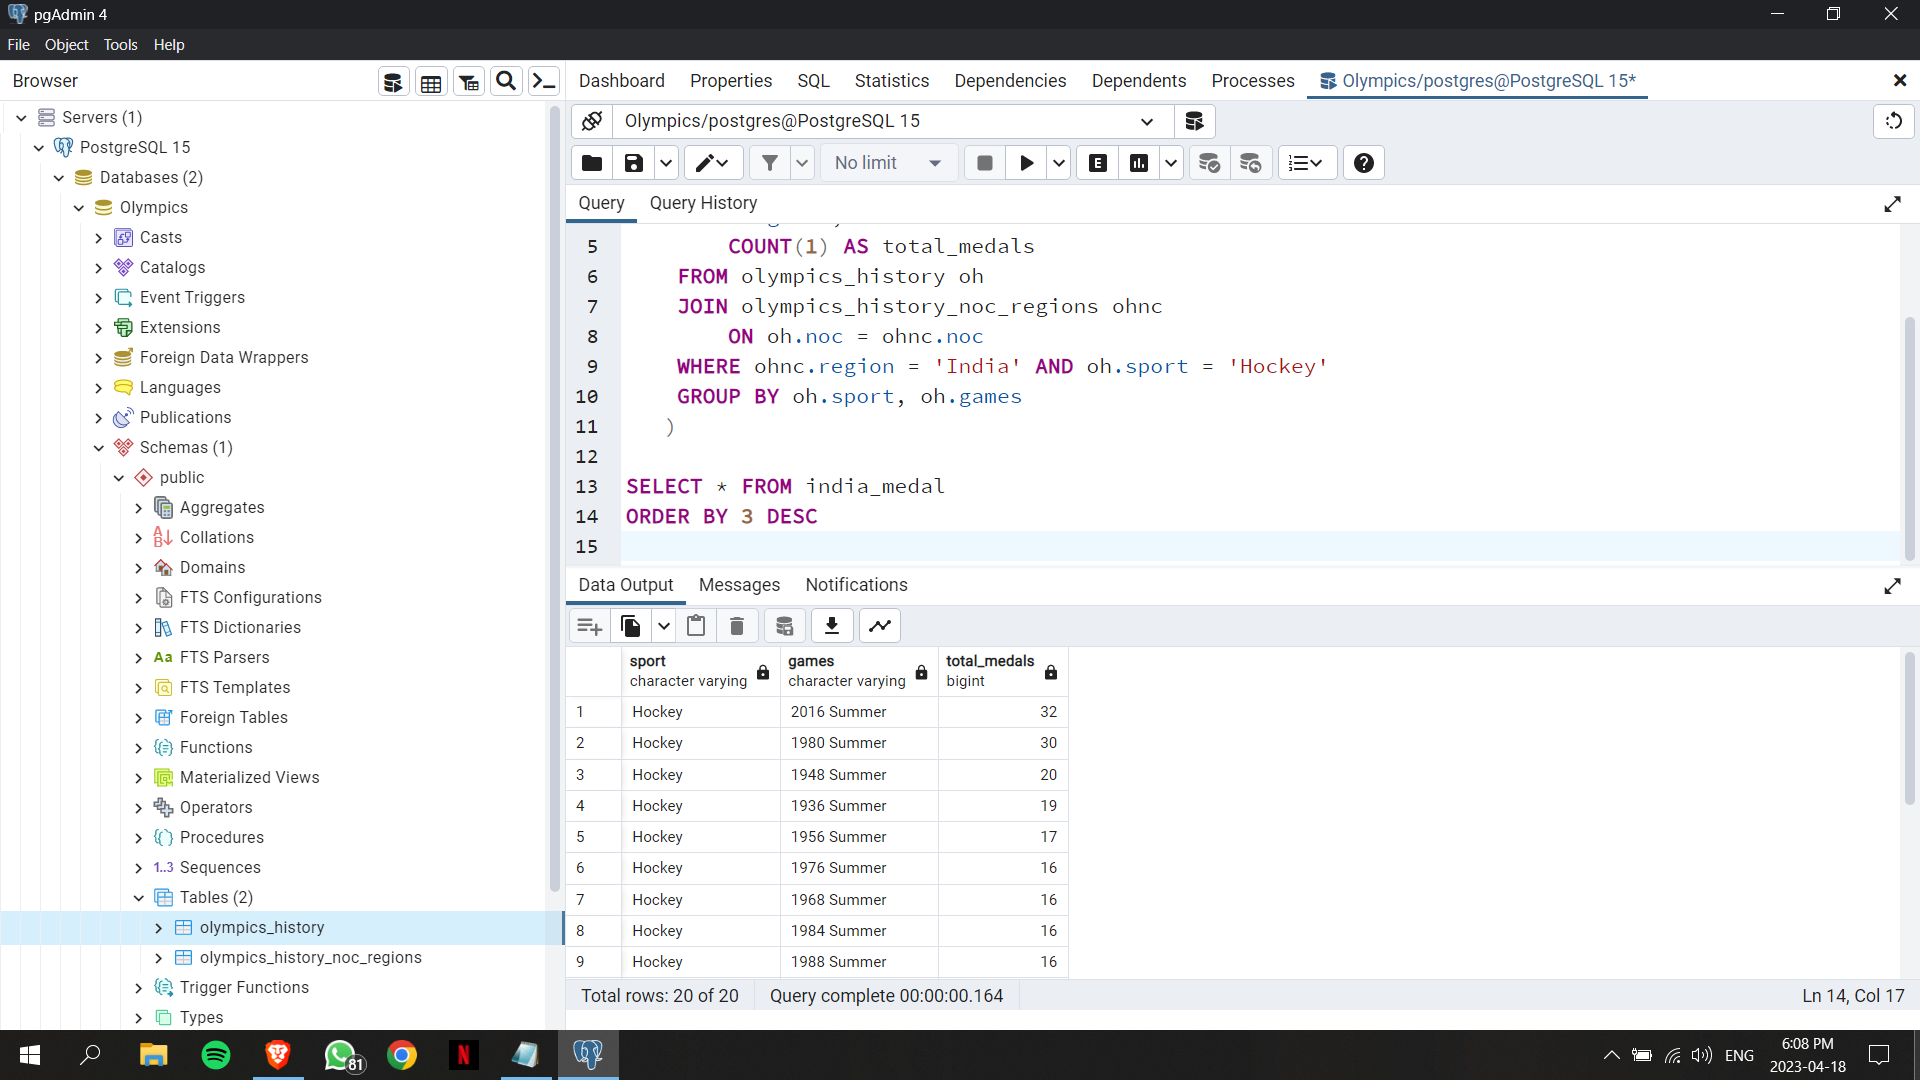 pgAdmin 4
File Object Tools Help
Browser
Dashboard Properties SQL Statistics Dependencies Dependents Processes Olympics/postgres@PostgreSQL 15*
Servers (1)
PostgreSQL 15
Databases (2)
Olympics
Casts
Catalogs
Event Triggers
Extensions
Foreign Data Wrappers
Languages
Publications
Schemas (1)
public
Aggregates
Collations
Domains
FTS Configurations
FTS Dictionaries
Aa FTS Parsers
FTS Templates
Foreign Tables
Functions
Materialized Views
Operators
Procedures
1..3 Sequences
Tables (2)
olympics_history
olympics_history_noc_regions
Trigger Functions
Types
Olympics/postgres@PostgreSQL 15
No limit
E
Query Query History
5 COUNT(1) AS total_medals
6 FROM olympics_history oh
7 JOIN olympics_history_noc_regions ohnc
8 ON oh.noc = ohnc.noc
9 WHERE ohnc.region = 'India' AND oh.sport = 'Hockey'
10 GROUP BY oh.sport, oh.games
11 )
12
13 SELECT * FROM india_medal
14 ORDER BY 3 DESC
15
Data Output Messages Notifications
sport games total_medals
character varying character varying bigint
1 Hockey 2016 Summer 32
2 Hockey 1980 Summer 30
3 Hockey 1948 Summer 20
4 Hockey 1936 Summer 19
5 Hockey 1956 Summer 17
6 Hockey 1976 Summer 16
7 Hockey 1968 Summer 16
8 Hockey 1984 Summer 16
9 Hockey 1988 Summer 16
Total rows: 20 of 20 Query complete 00:00:00.164 Ln 14, Col 17
81
N
ENG
6:08 PM
2023-04-18